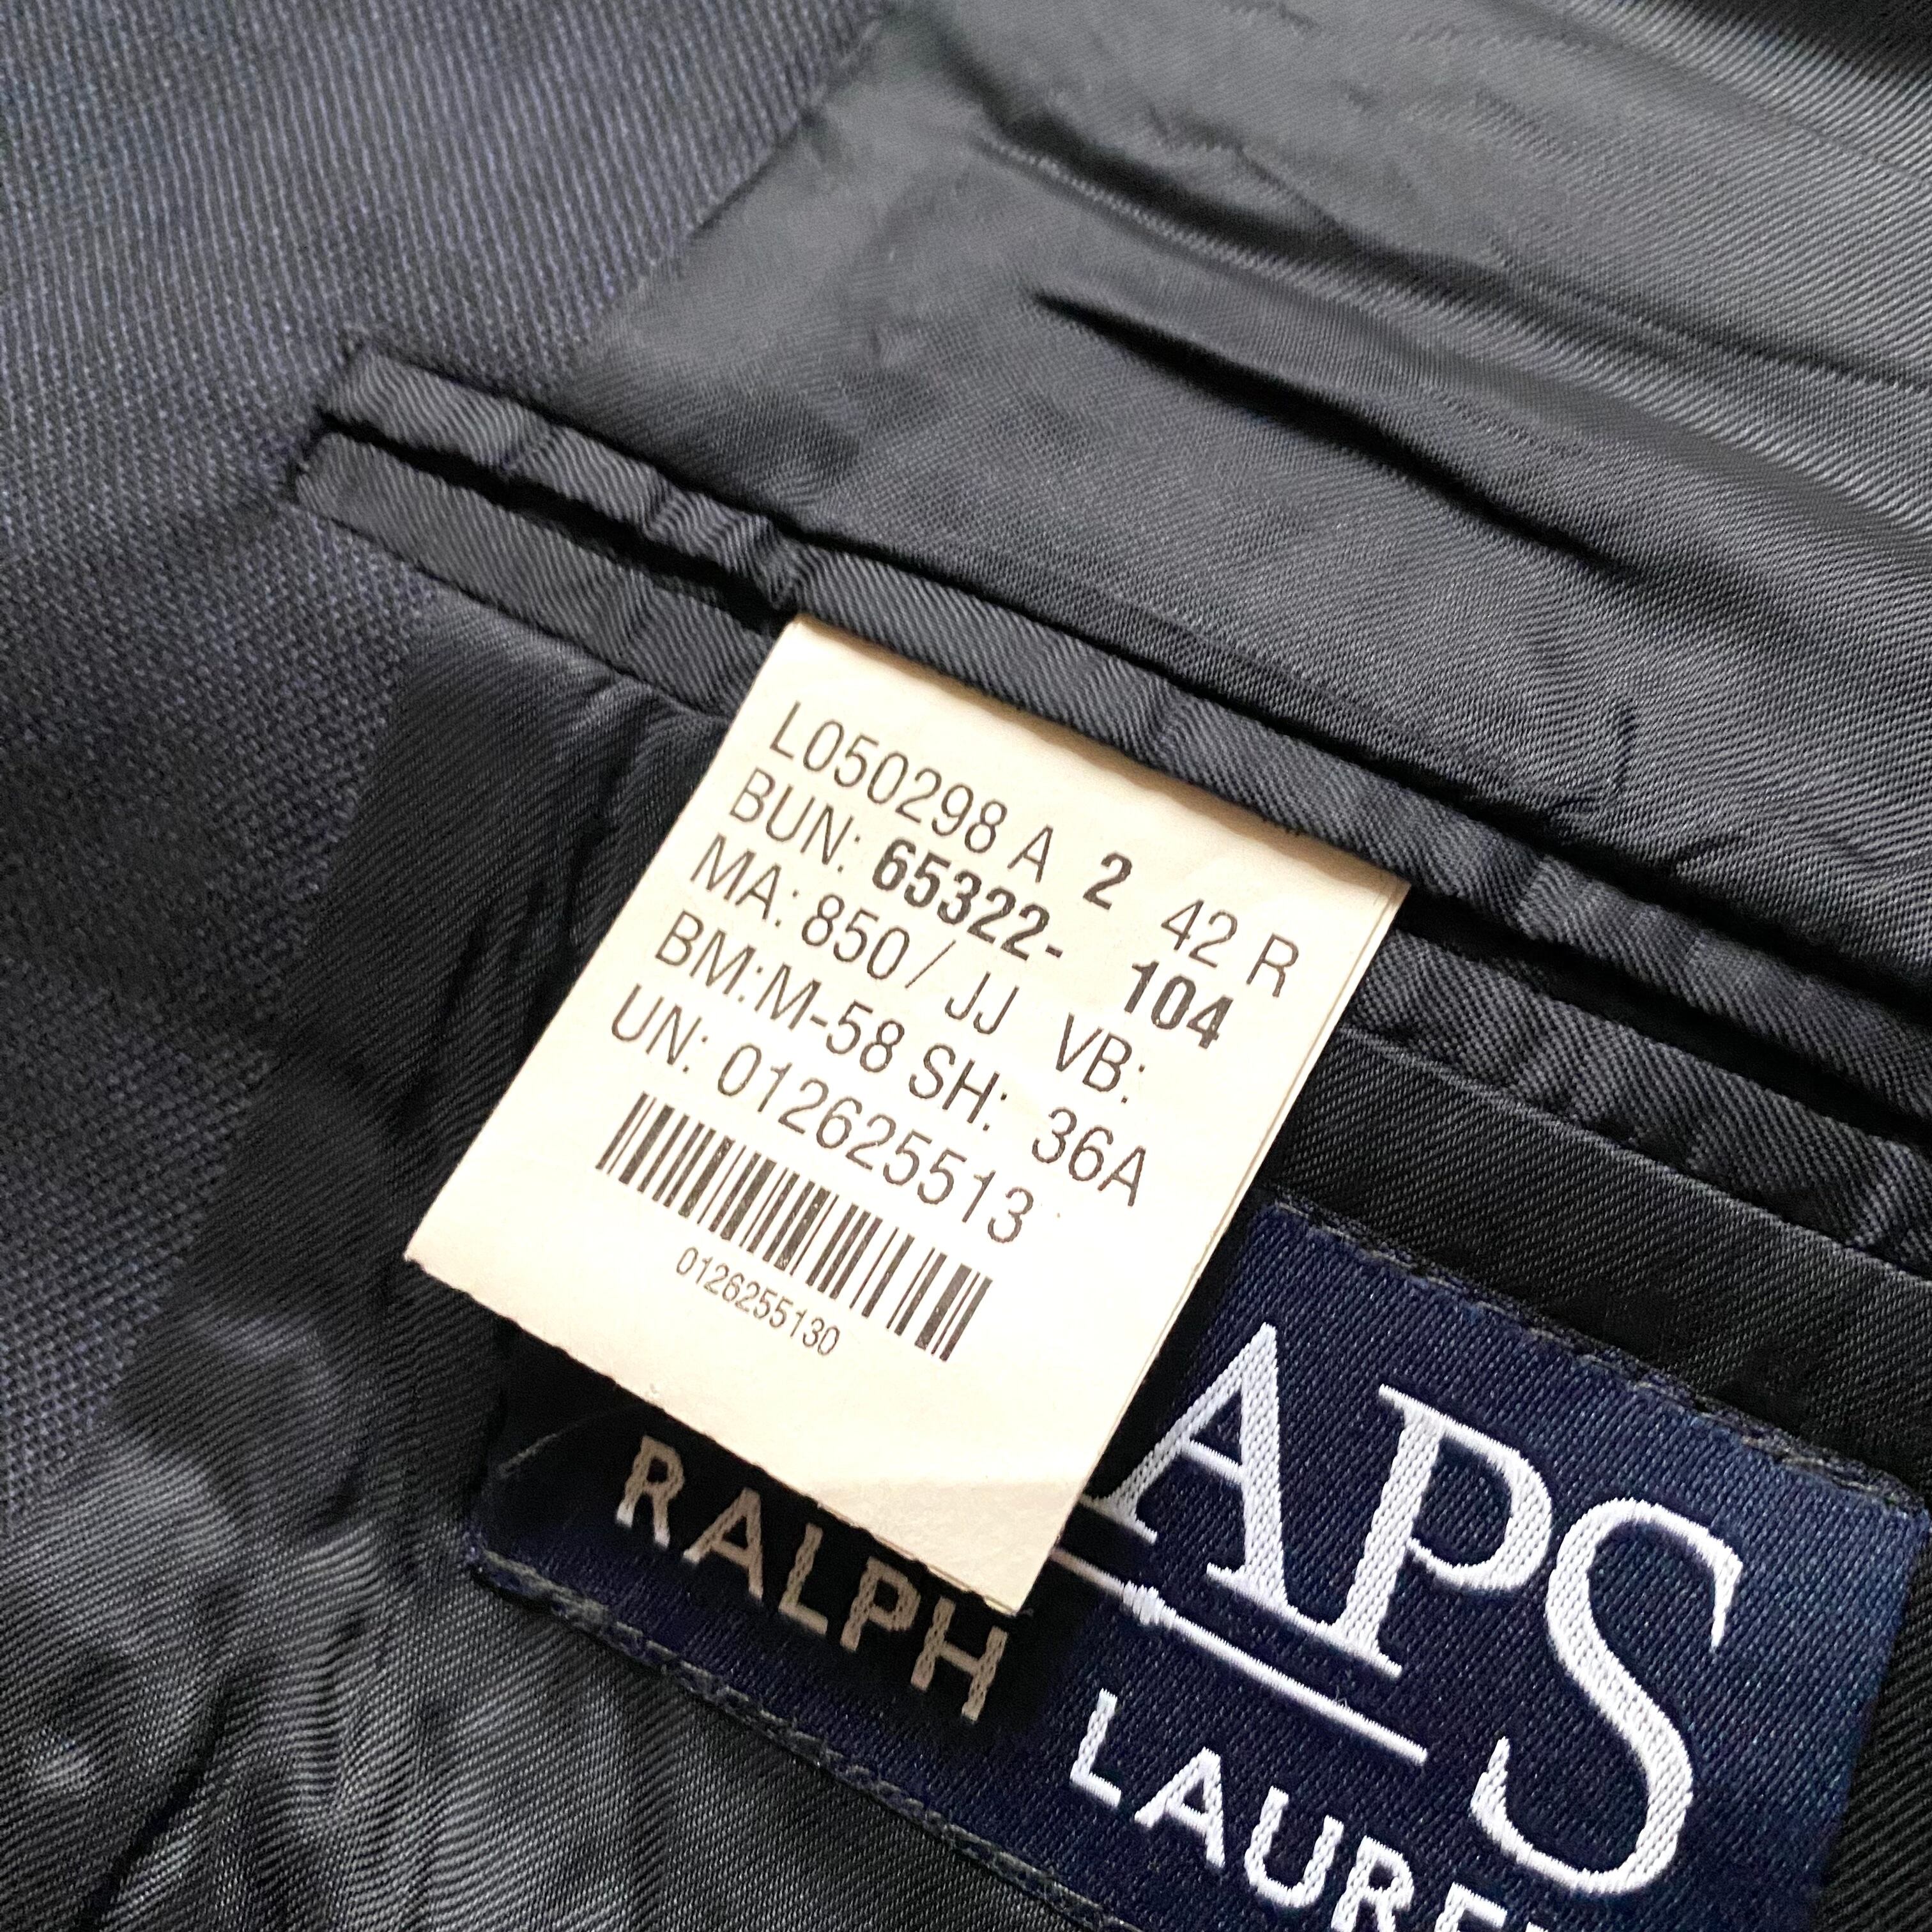 L050298 A 2 42 R
BUN: 65322- 104
MA: 850 / JJ VB:
BM:M-58 SH: 36A
UN: 012625513
0126255130
APS
RALPH LAUREN